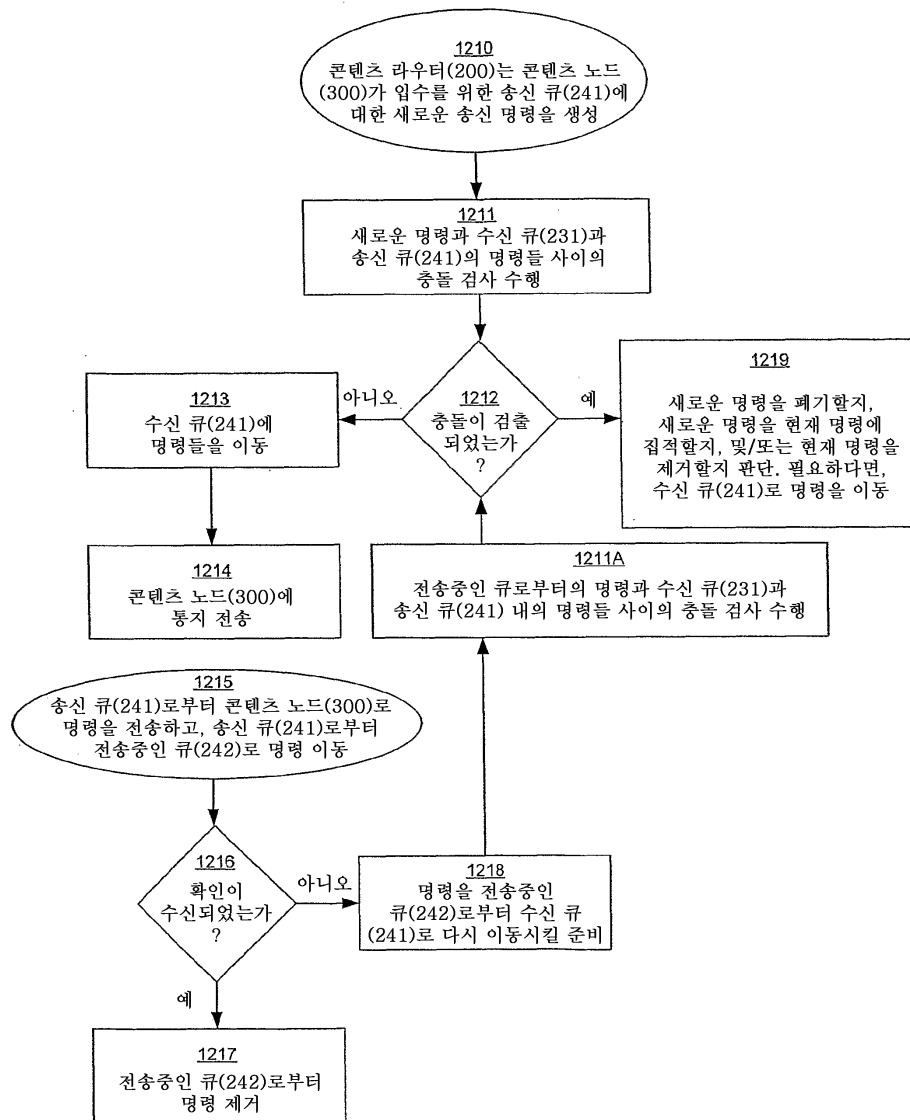 1210
콘텐츠 라우터(200)는 콘텐츠 노드
(300)가 입수를 위한 송신 큐(241)에
대한 새로운 송신 명령을 생성
1211
새로운 명령과 수신 큐(231)과
송신 큐(241)의 명령들 사이의
충돌 검사 수행
1212
충돌이 검출
되었는가
?
아니오
예
1213
수신 큐(241)에
명령들을 이동
1219
새로운 명령을 폐기할지,
새로운 명령을 현재 명령에
집적할지, 및/또는 현재 명령을
제거할지 판단. 필요하다면,
수신 큐(241)로 명령을 이동
1214
콘텐츠 노드(300)에
통지 전송
1211A
전송중인 큐로부터의 명령과 수신 큐(231)과
송신 큐(241) 내의 명령들 사이의 충돌 검사 수행
1215
송신 큐(241)로부터 콘텐츠 노드(300)로
명령을 전송하고, 송신 큐(241)로부터
전송중인 큐(242)로 명령 이동
1216
확인이
수신되었는가
?
아니오
예
1218
명령을 전송중인
큐(242)로부터 수신 큐
(241)로 다시 이동시킬 준비
1217
전송중인 큐(242)로부터
명령 제거